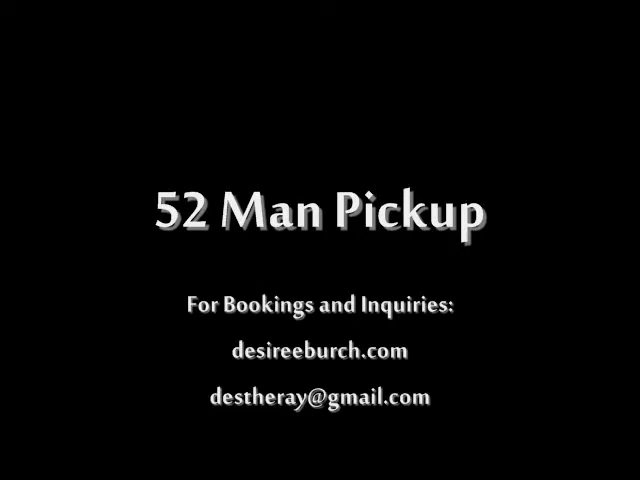 52 Man Pickup
For Bookings and Inquiries:
desireeburch.com
destheray@gmail.com